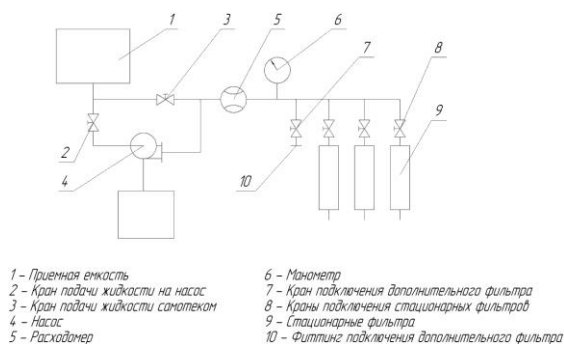 1
3
5
6
7
8
2
4
10
9
1 - Приемная емкость
2 - Кран подачи жидкости на насос
3 - Кран подачи жидкости самотеком
4 - Насос
5 - Расходомер
6 - Манометр
7 - Кран подключения дополнительного фильтра
8 - Краны подключения стационарных фильтров
9 - Стационарные фильтра
10 - Фиттинг подключения дополнительного фильтра